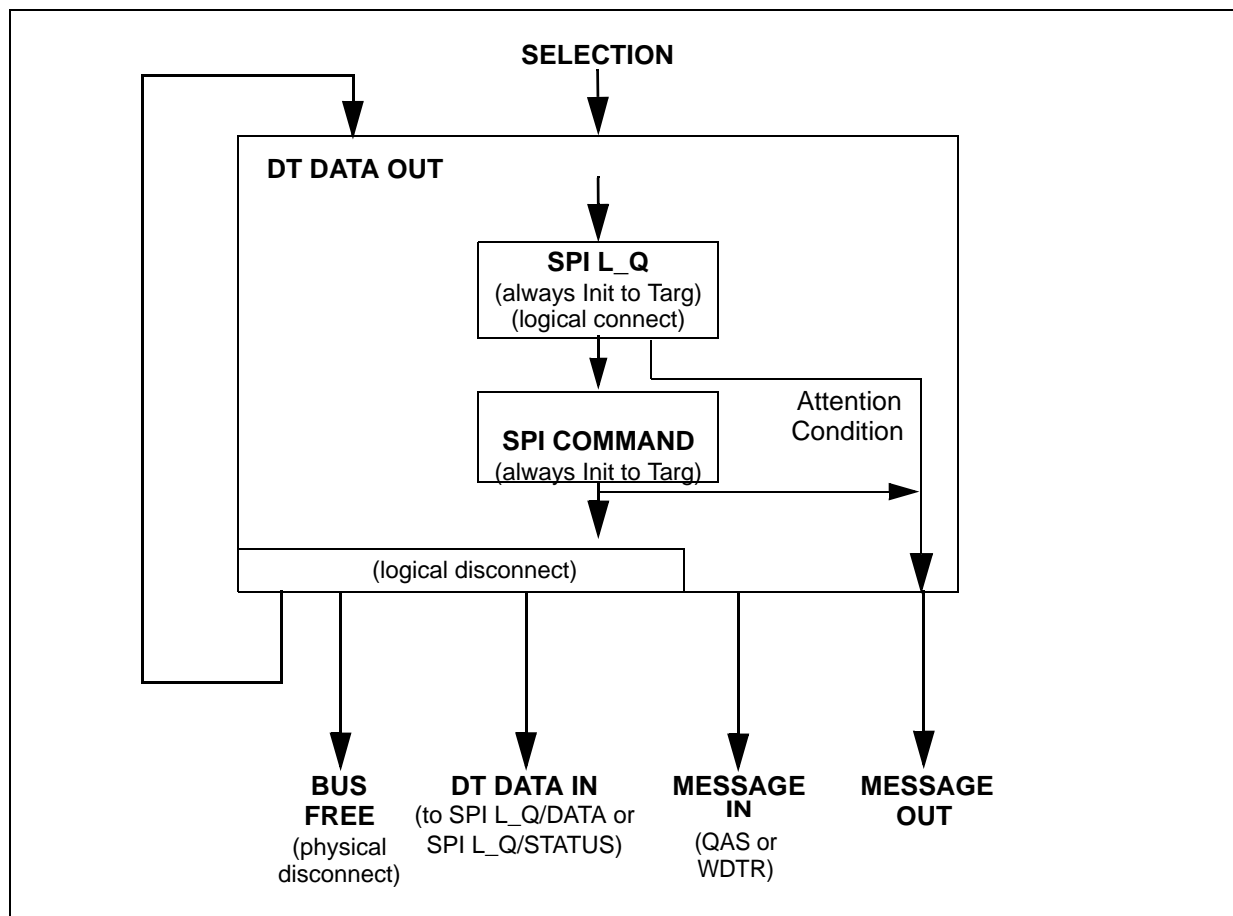 SELECTION
DT DATA OUT
SPI L_Q
(always Init to Targ)
(logical connect)
Attention
Condition
SPI COMMAND
(always Init to Targ)
(logical disconnect)
BUS
FREE
(physical
disconnect)
DT DATA IN
(to SPI L_Q/DATA or
SPI L_Q/STATUS)
MESSAGE
IN
(QAS or
WDTR)
MESSAGE
OUT